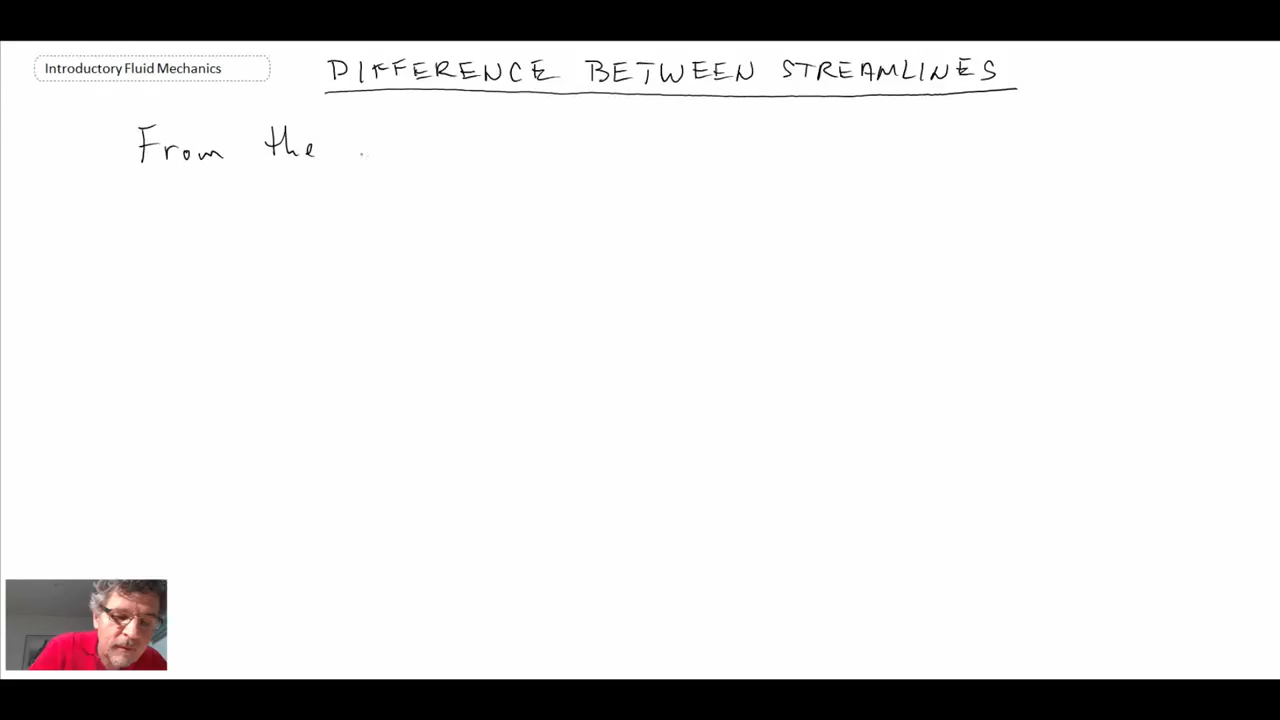 Introductory Fluid Mechanics
DIFFERENCE BETWEEN STREAMLINES
From the